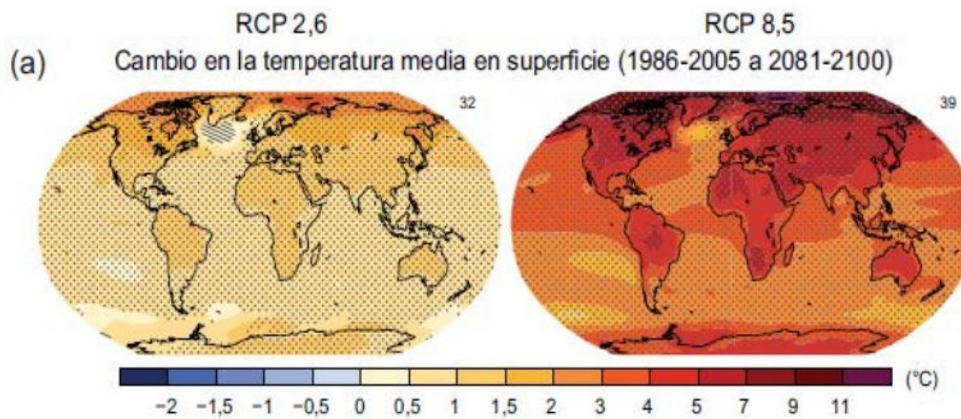 RCP 2,6 RCP 8,5
(a) Cambio en la temperatura media en superficie (1986-2005 a 2081-2100)
32 39
(°C)
−2 −1,5 −1 −0,5 0 0,5 1 1,5 2 3 4 5 7 9 11